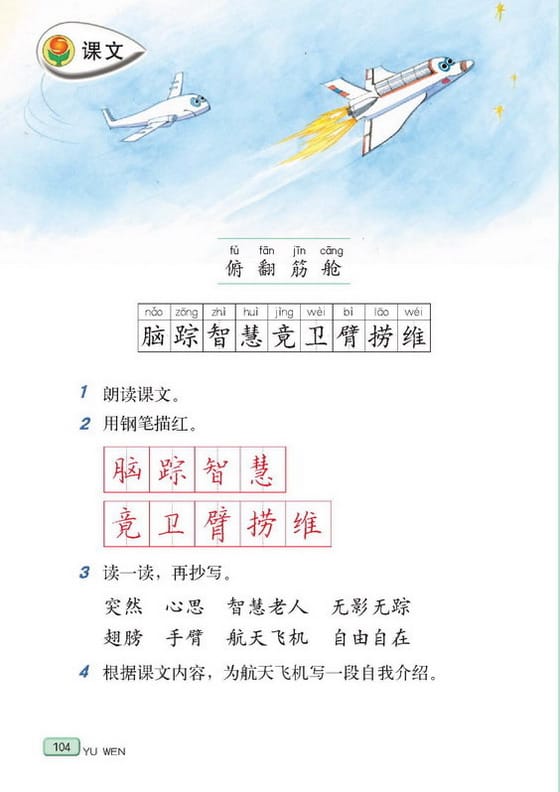 课文
fǔ fān jīn cāng
俯 翻 筋 舱
nǎo zōng zhì huì jìng wèi bì lāo wéi
脑 踪 智 慧 竟 卫 臂 捞 维
1 朗读课文。
2 用钢笔描红。
脑 踪 智 慧
竟 卫 臂 捞 维
3 读一读，再抄写。
突然 心思 智慧老人 无影无踪
翅膀 手臂 航天飞机 自由自在
4 根据课文内容，为航天飞机写一段自我介绍。
104 YU WEN